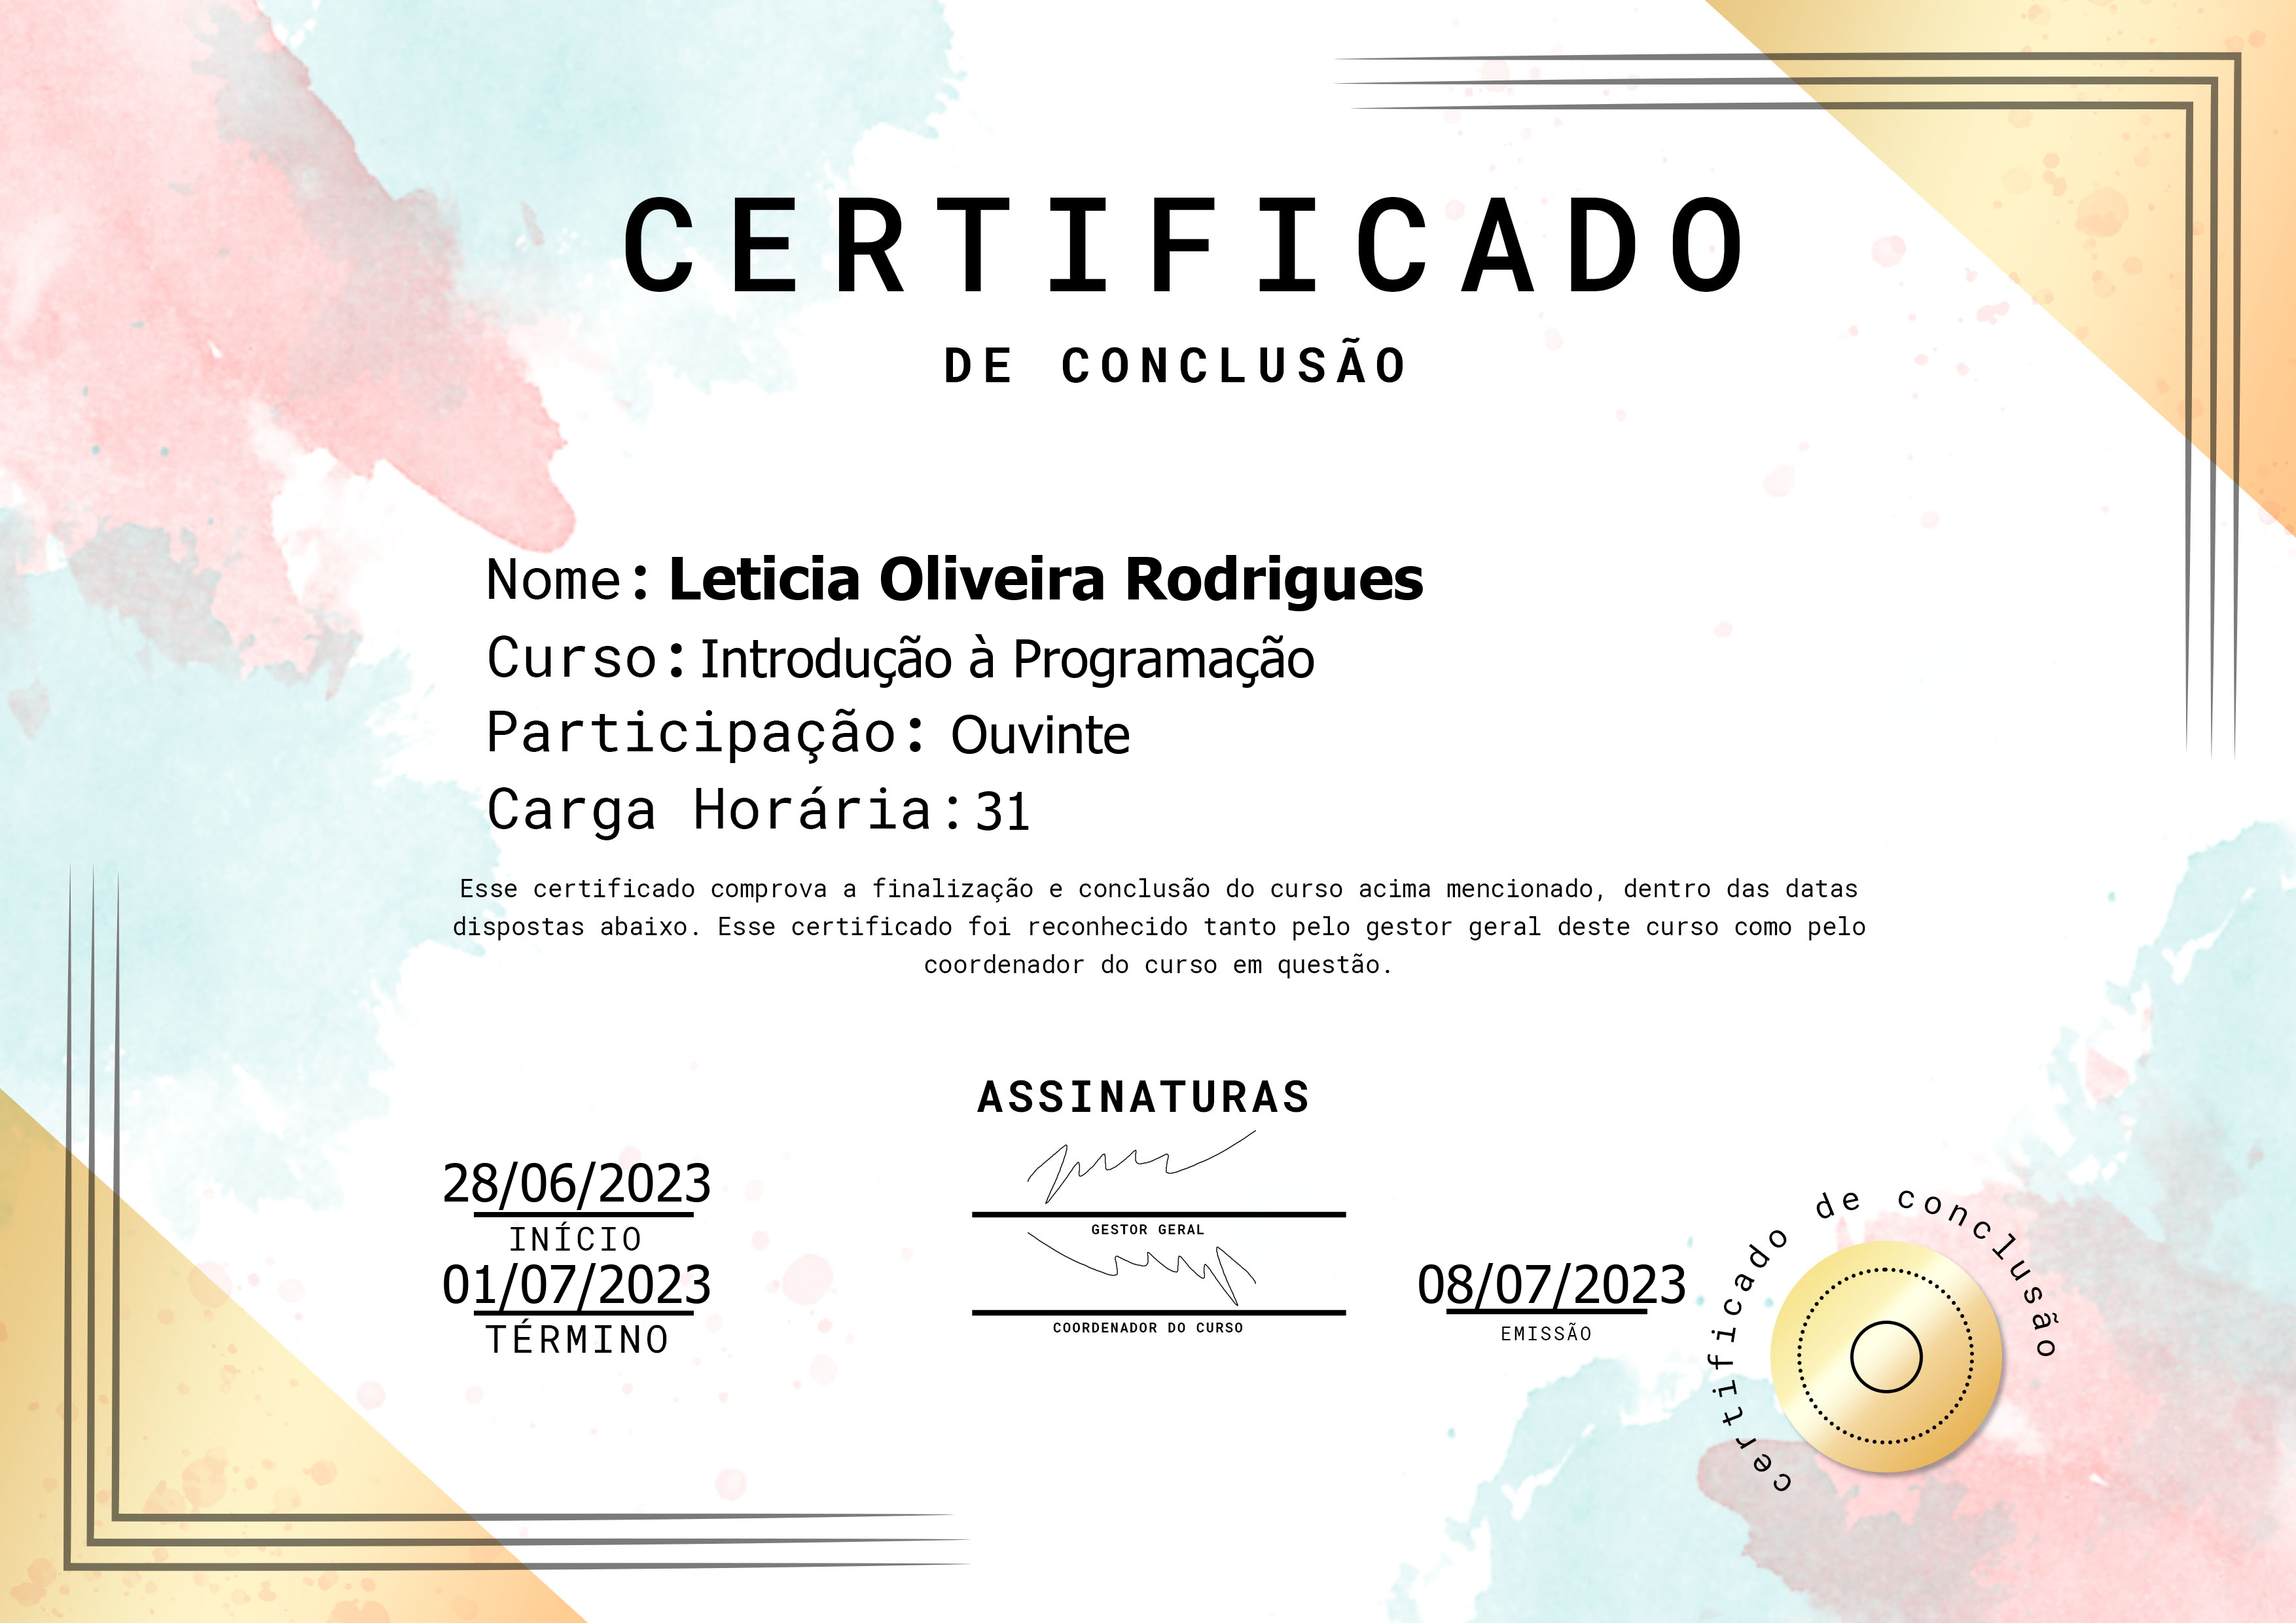 CERTIFICADO
DE CONCLUSÃO
Nome: Leticia Oliveira Rodrigues
Curso: Introdução à Programação
Participação: Ouvinte
Carga Horária: 31
Esse certificado comprova a finalização e conclusão do curso acima mencionado, dentro das datas
dispostas abaixo. Esse certificado foi reconhecido tanto pelo gestor geral deste curso como pelo
coordenador do curso em questão.
ASSINATURAS
28/06/2023
INÍCIO
GESTOR GERAL
01/07/2023
TÉRMINO
COORDENADOR DO CURSO
08/07/2023
EMISSÃO
certificado de conclusão